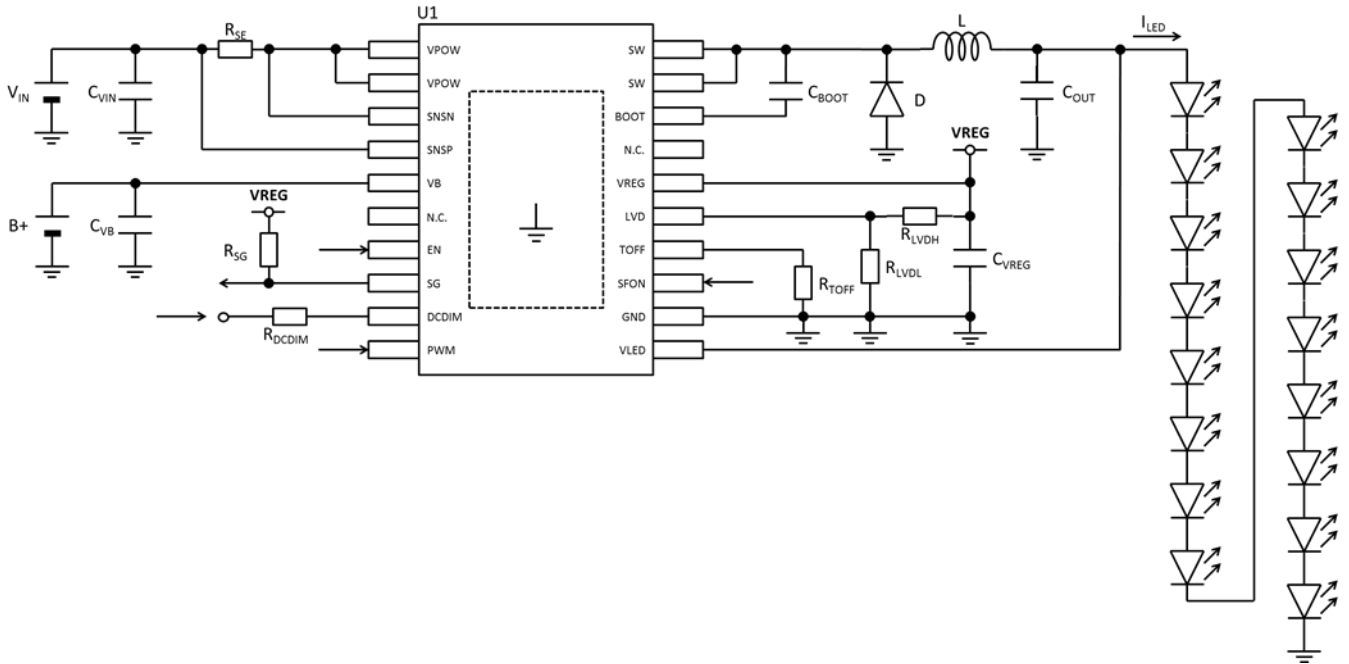 U1
R_SE
L
I_LED
V_IN
C_VIN
VPOW
VPOW
SNSN
SNSP
VB
N.C.
EN
SG
DCDIM
PWM
SW
SW
BOOT
N.C.
VREG
LVD
TOFF
SFON
GND
VLED
C_BOOT
D
C_OUT
VREG
B+
C_VB
VREG
R_SG
R_DCDIM
R_LVDH
R_LVDL
C_VREG
R_TOFF